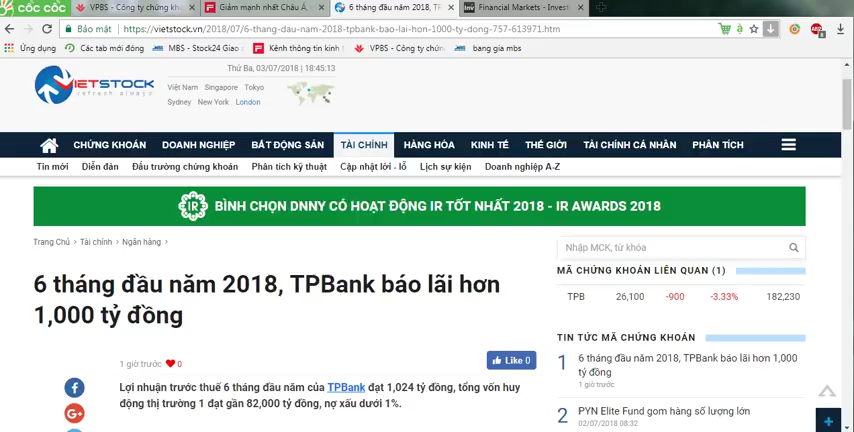 cốc cốc
VPBS - Công ty chứng kho
Giảm mạnh nhất Châu Á,
6 tháng đầu năm 2018, TP
Financial Markets - Investi
Bảo mật
https://vietstock.vn/2018/07/6-thang-dau-nam-2018-tpbank-bao-lai-hon-1000-ty-dong-757-613971.htm
Ứng dụng
Các tab mới đóng
MBS - Stock24 Giao d
Kênh thông tin kinh t
VPBS - Công ty chứn
bang gia mbs
VIETSTOCK
refresh always
Thứ Ba, 03/07/2018 | 18:45:13
Việt Nam Singapore Tokyo
Sydney New York London
CHỨNG KHOÁN DOANH NGHIỆP BẤT ĐỘNG SẢN TÀI CHÍNH HÀNG HÓA KINH TẾ THẾ GIỚI TÀI CHÍNH CÁ NHÂN PHÂN TÍCH
Tin mới Diễn đàn Đấu trường chứng khoán Phân tích kỹ thuật Cập nhật lời - lỗ Lịch sự kiện Doanh nghiệp A-Z
IR BÌNH CHỌN DNNY CÓ HOẠT ĐỘNG IR TỐT NHẤT 2018 - IR AWARDS 2018
Trang Chủ > Tài chính > Ngân hàng >
6 tháng đầu năm 2018, TPBank báo lãi hơn
1,000 tỷ đồng
1 giờ trước 0
Like 0
Lợi nhuận trước thuế 6 tháng đầu năm của TPBank đạt 1,024 tỷ đồng, tổng vốn huy
động thị trường 1 đạt gần 82,000 tỷ đồng, nợ xấu dưới 1%.
Nhập MCK, từ khóa
MÃ CHỨNG KHOÁN LIÊN QUAN (1)
TPB 26,100 -900 -3.33% 182,230
TIN TỨC MÃ CHỨNG KHOÁN
1 6 tháng đầu năm 2018, TPBank báo lãi hơn 1,000
tỷ đồng
1 giờ trước
2 PYN Elite Fund gom hàng số lượng lớn
02/07/2018 08:32